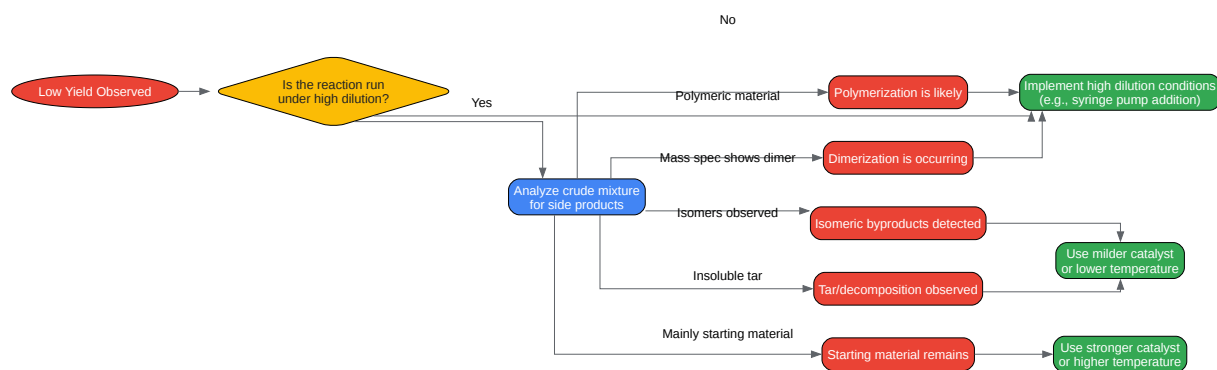 No
Low Yield Observed
Is the reaction run
under high dilution?
Yes
Polymeric material
Polymerization is likely
Implement high dilution conditions
(e.g., syringe pump addition)
Mass spec shows dimer
Dimerization is occurring
Analyze crude mixture
for side products
Isomers observed
Isomeric byproducts detected
Use milder catalyst
or lower temperature
Insoluble tar
Tar/decomposition observed
Mainly starting material
Starting material remains
Use stronger catalyst
or higher temperature